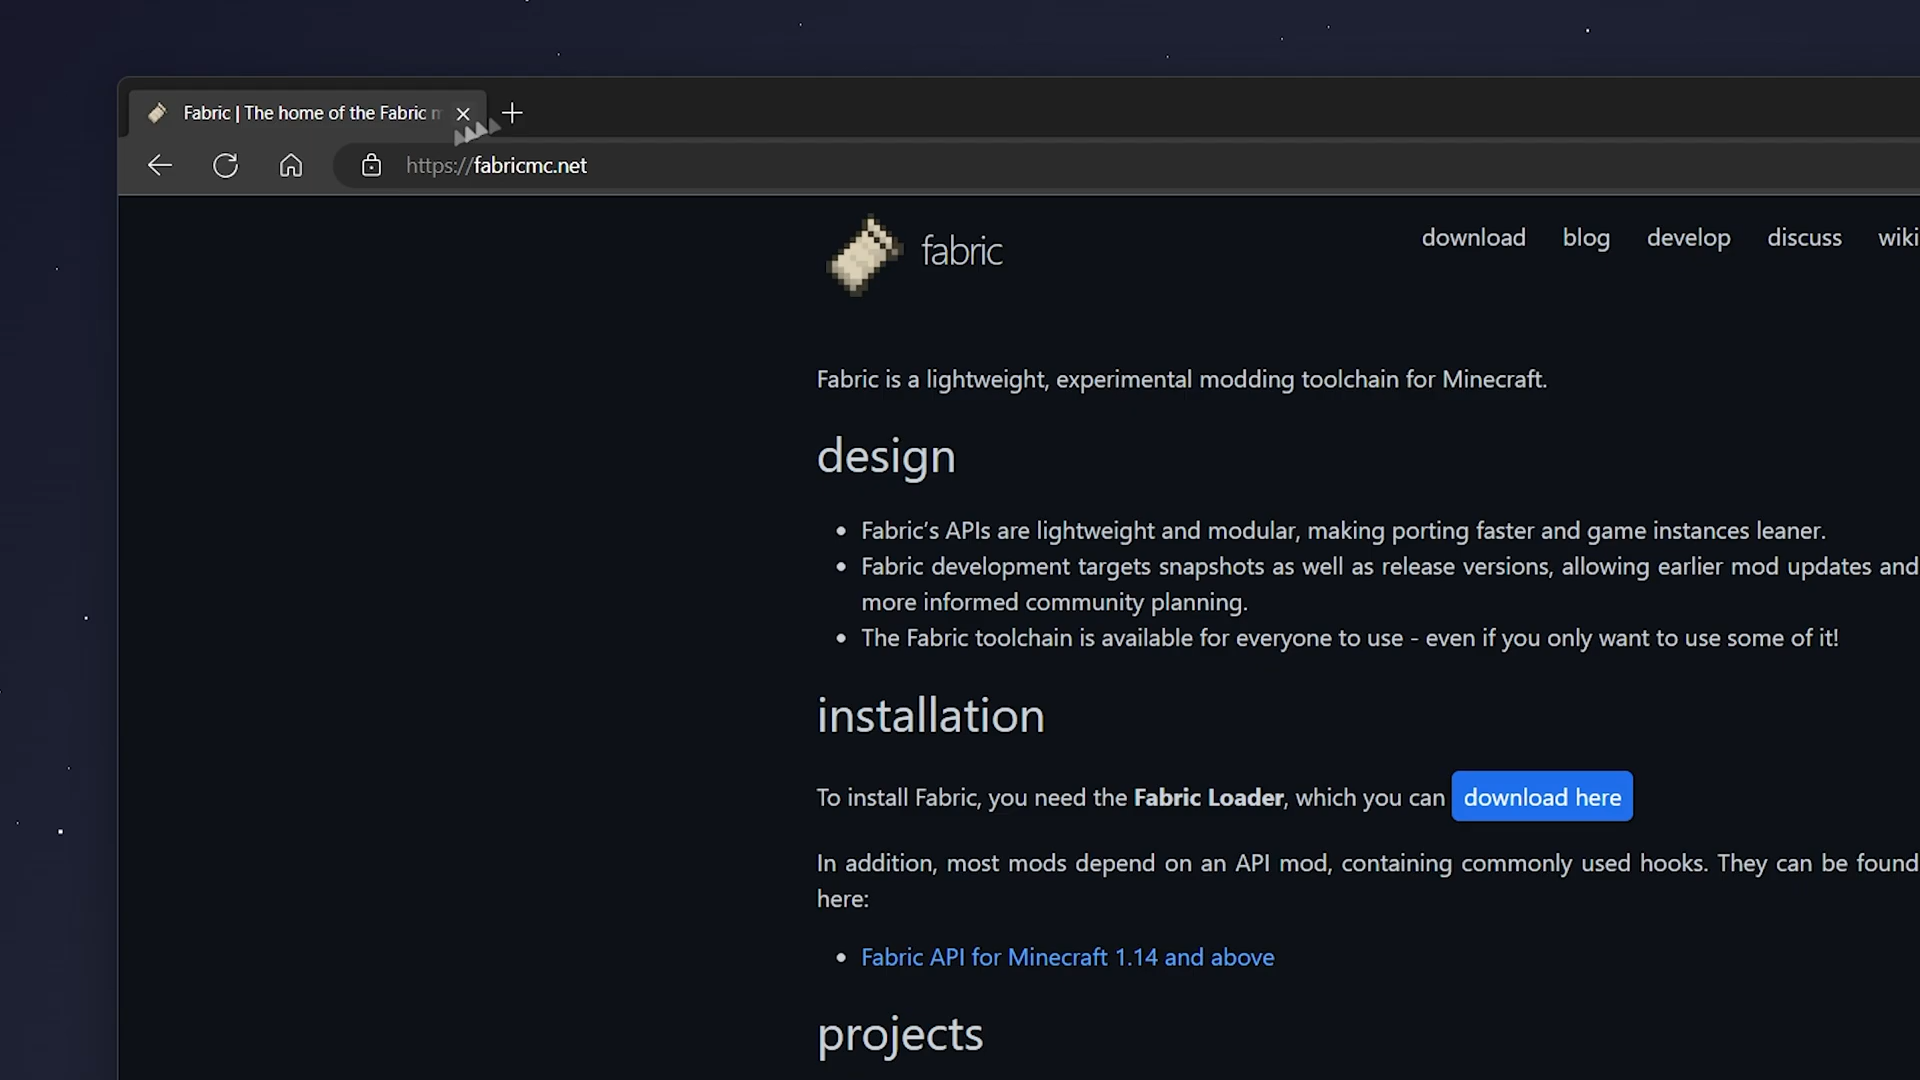 Fabric | The home of the Fabric
https://fabricmc.net
fabric
download blog develop discuss wiki
Fabric is a lightweight, experimental modding toolchain for Minecraft.
design
• Fabric's APIs are lightweight and modular, making porting faster and game instances leaner.
• Fabric development targets snapshots as well as release versions, allowing earlier mod updates and
more informed community planning.
• The Fabric toolchain is available for everyone to use - even if you only want to use some of it!
installation
To install Fabric, you need the Fabric Loader, which you can download here
In addition, most mods depend on an API mod, containing commonly used hooks. They can be found
here:
• Fabric API for Minecraft 1.14 and above
projects